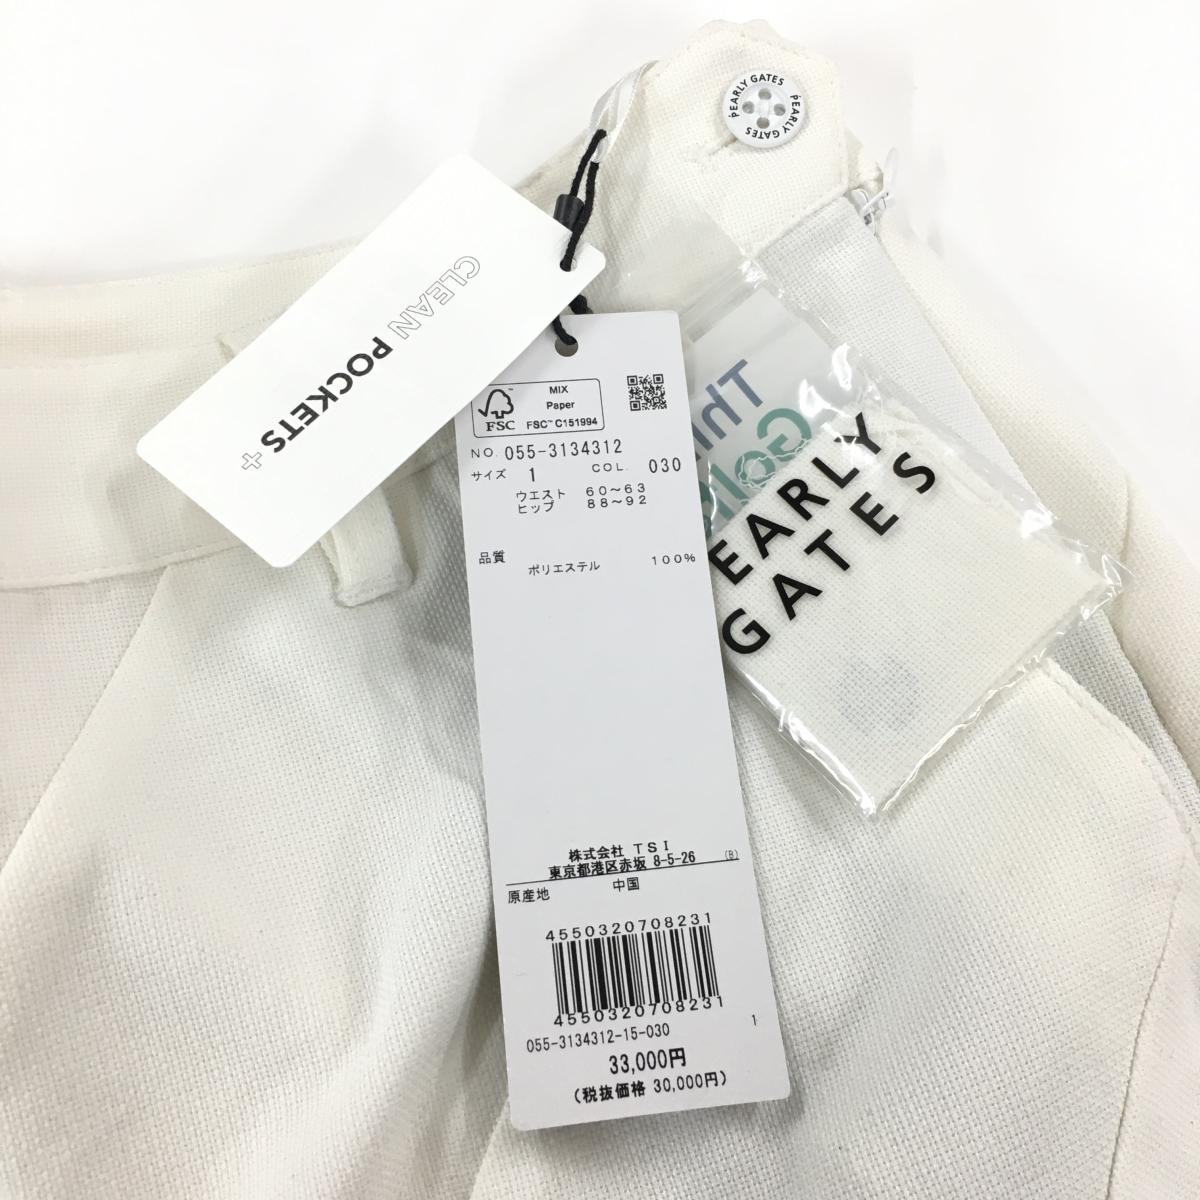 PEARLY GATES PEARLY GATES
CLEAN POCKETS +
MIX
Paper
FSC
FSC™ C151994
NO. 055-3134312
サイズ 1 COL. 030
ウエスト 60～63
ヒップ 88～92
品質
ポリエステル 100%
株式会社 TSI
東京都港区赤坂 8-5-26 (B)
原産地 中国
4550320708231
4550320708231
055-3134312-15-030 1
33,000円
(税抜価格 30,000円)
EARLY
GATES